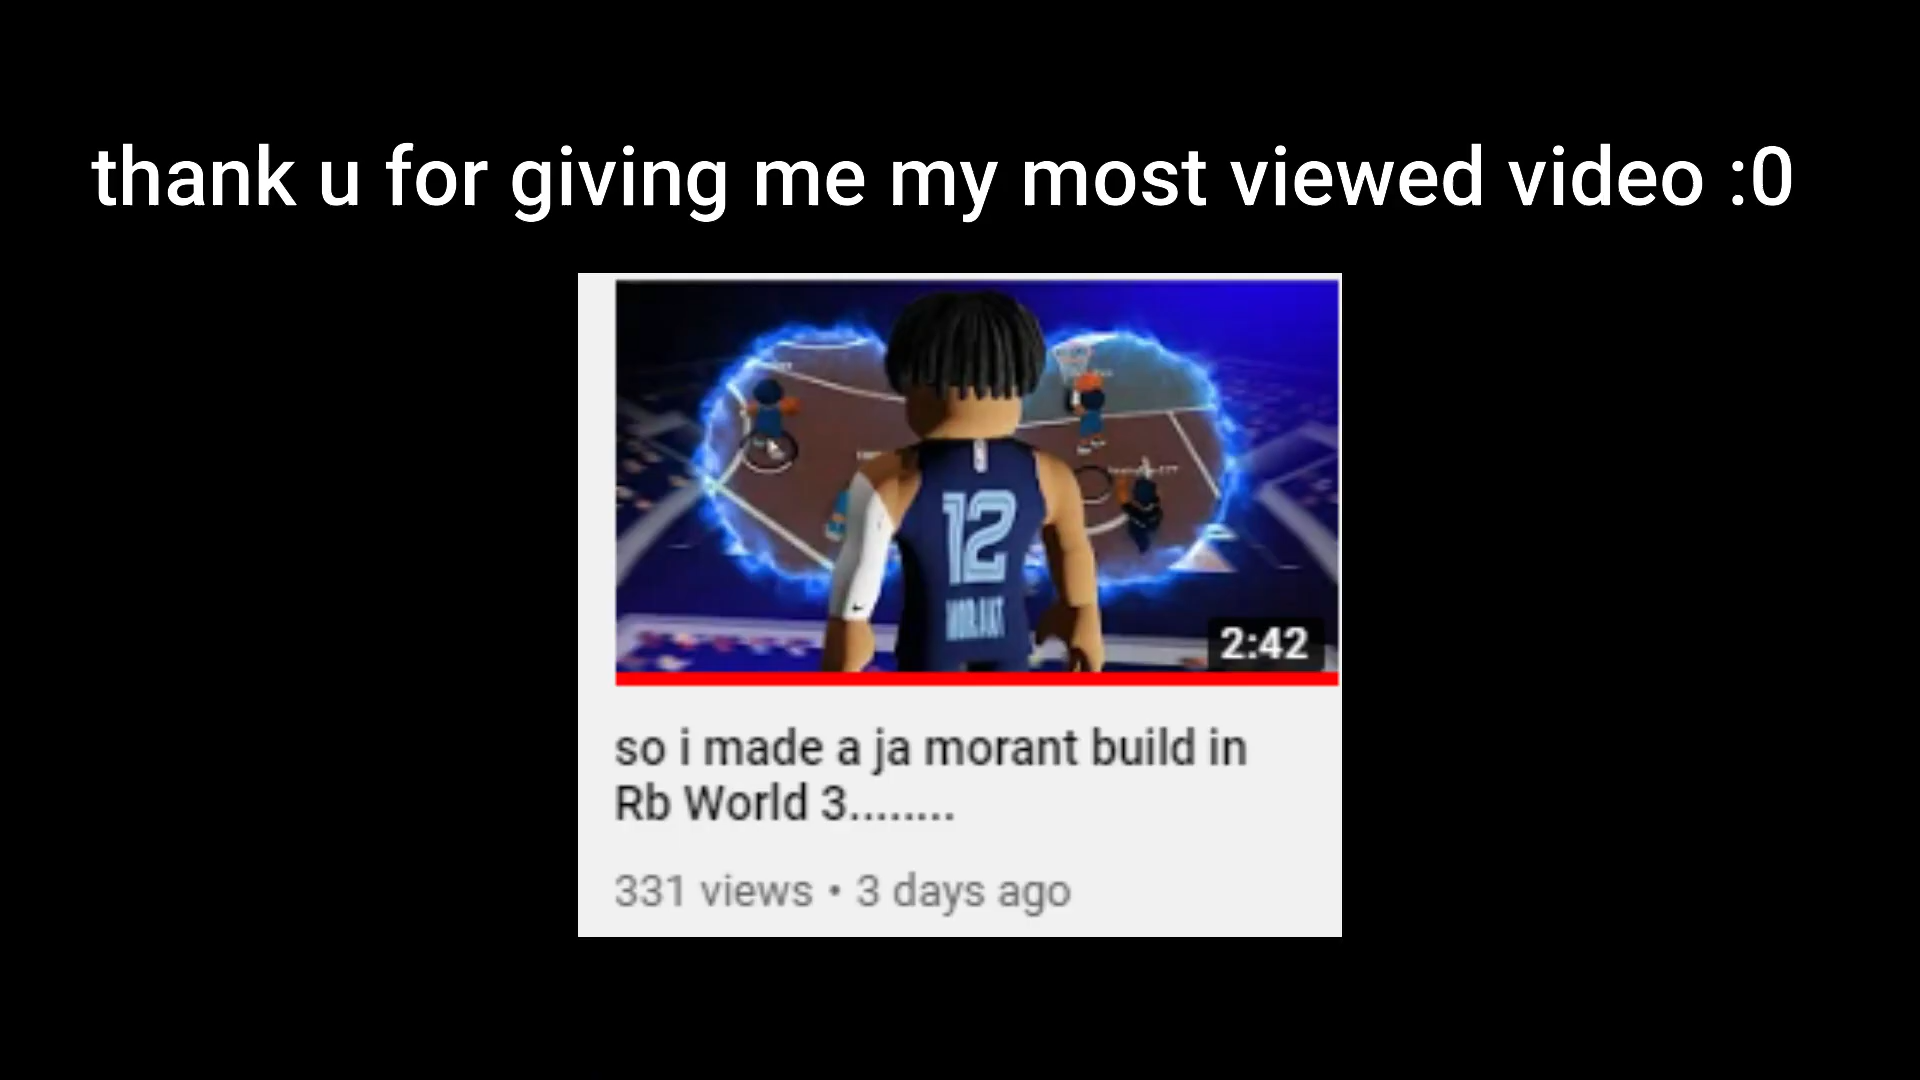 thank u for giving me my most viewed video :0
12
MORANT
2:42
so i made a ja morant build in
Rb World 3........
331 views • 3 days ago